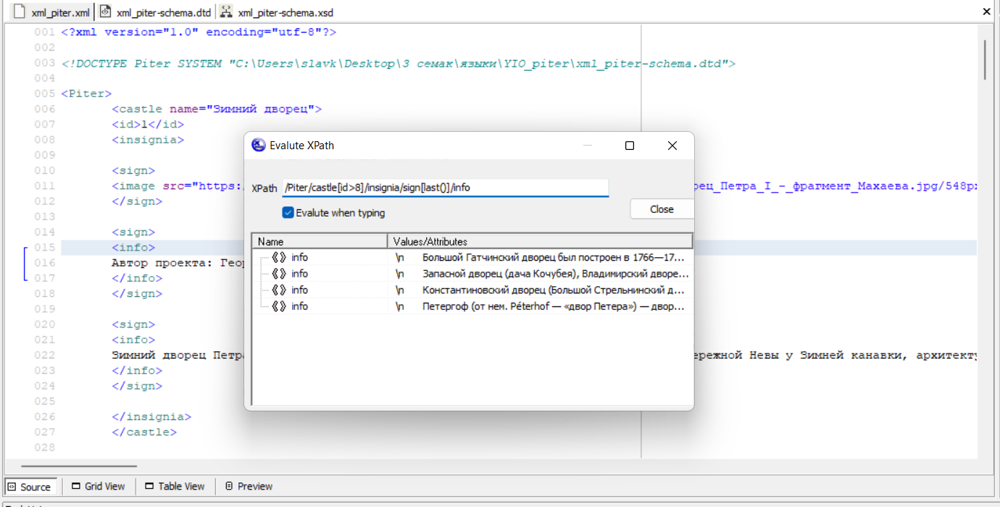 xml_piter.xml xml_piter-schema.dtd xml_piter-schema.xsd
001 <?xml version="1.0" encoding="utf-8"?>
002
003 <!DOCTYPE Piter SYSTEM "C:\Users\slavk\Desktop\3 семак\языки\YIO_piter\xml_piter-schema.dtd">
004
005 <Piter>
006 <castle name="Зимний дворец">
007 <id>1</id>
008 <insignia>
009
010 <sign>
011 <image src="https: рец_Петра_I_-_фрагмент_Махаева.jpg/548px
012 </sign>
013
014 <sign>
015 <info>
016 Автор проекта: Геор
017 </info>
018 </sign>
019
020 <sign>
021 <info>
022 Зимний дворец Петра ережной Невы у Зимней канавки, архитекту
023 </info>
024 </sign>
025
026 </insignia>
027 </castle>
028
Evalute XPath
XPath /Piter/castle[id>8]/insignia/sign[last()]/info
Evalute when typing
Close
Name Values/Attributes
info \n Большой Гатчинский дворец был построен в 1766—17...
info \n Запасной дворец (дача Кочубея), Владимирский дворе...
info \n Константиновский дворец (Большой Стрельнинский д...
info \n Петергоф (от нем. Péterhof — «двор Петера») — двор...
Source Grid View Table View Preview